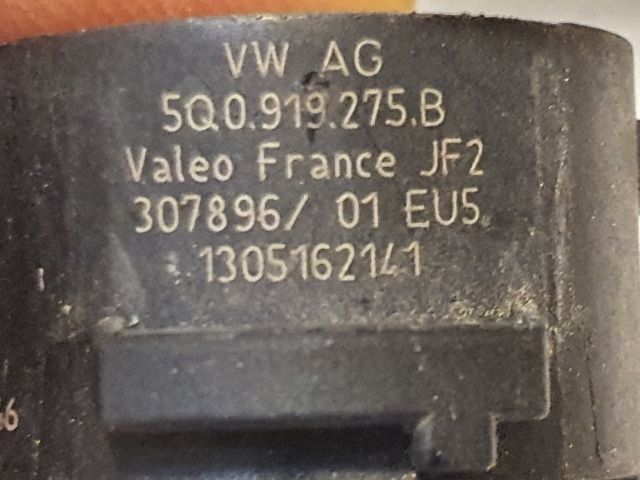 VW AG
5Q0.919.275.B
Valeo France JF2
307896/ 01 EU5
1305162141